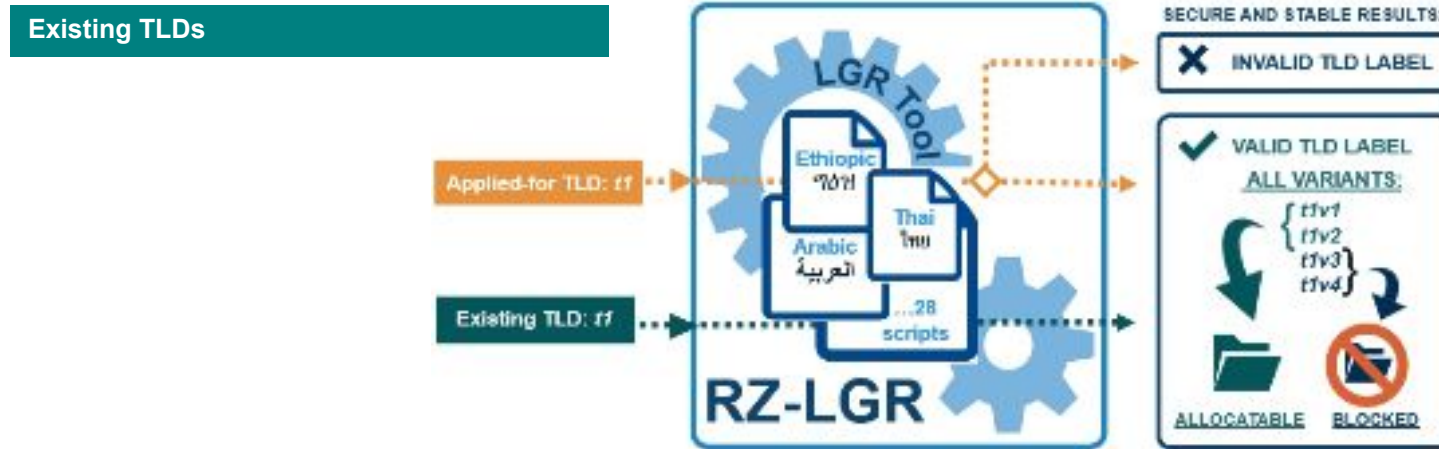 Existing TLDs
SECURE AND STABLE RESULTS:
INVALID TLD LABEL
LGR Tool
Ethiopic
ግዕዝ
Applied-for TLD: t1
VALID TLD LABEL
ALL VARIANTS:
Thai
ไทย
t1v1
t1v2
Arabic
العربية
t1v3
t1v4
Existing TLD: t1
...28
scripts
RZ-LGR
ALLOCATABLE
BLOCKED